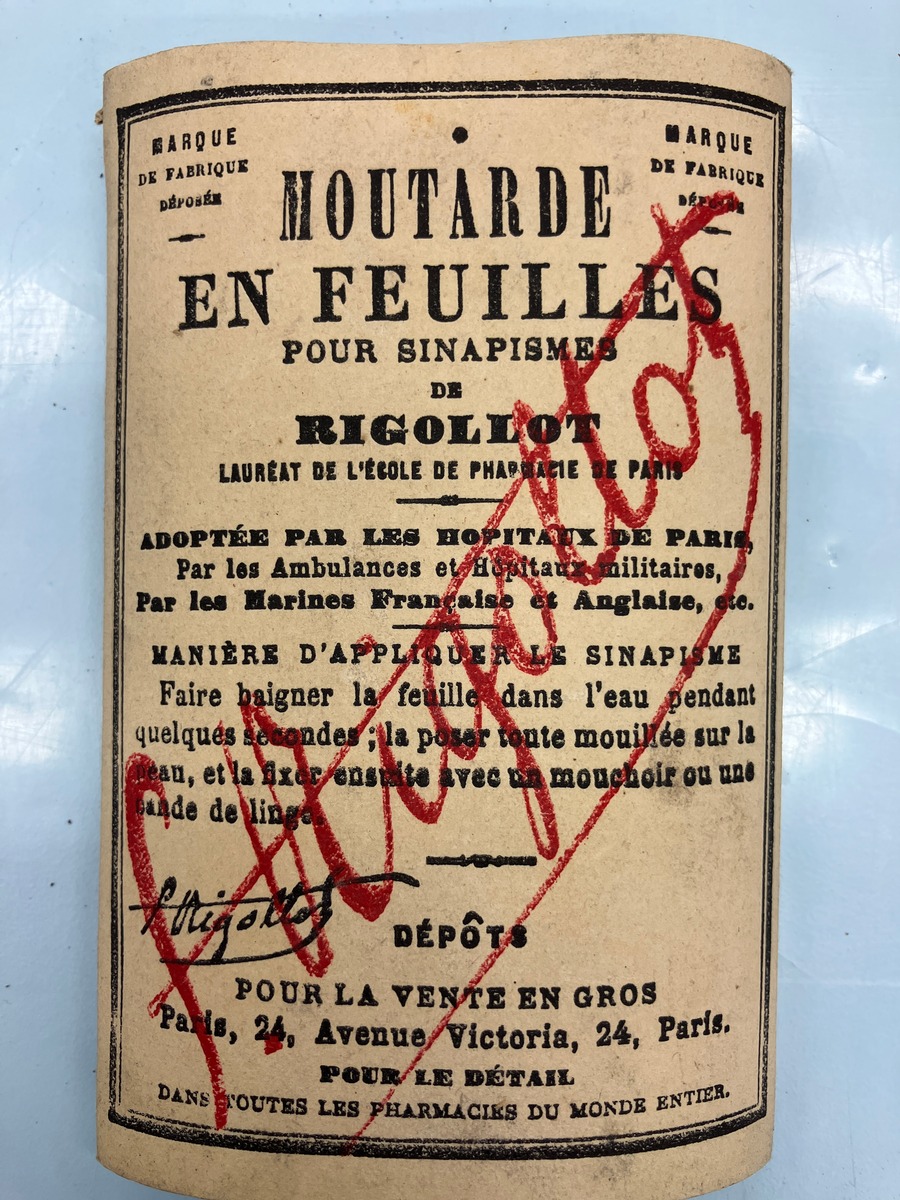 MARQUE
DE FABRIQUE
DÉPOSÉE
MARQUE
DE FABRIQUE
DÉPOSÉE
MOUTARDE
EN FEUILLES
POUR SINAPISMES
DE
RIGOLLOT
LAURÉAT DE L'ÉCOLE DE PHARMACIE DE PARIS
ADOPTÉE PAR LES HOPITAUX DE PARIS,
Par les Ambulances et Hôpitaux militaires,
Par les Marines Française et Anglaise, etc.
MANIÈRE D'APPLIQUER LE SINAPISME
Faire baigner la feuille dans l'eau pendant
quelques secondes ; la poser toute mouillée sur la
peau, et la fixer ensuite avec un mouchoir ou une
bande de linge.
P. Rigollot
P. Rigollot
DÉPÔTS
POUR LA VENTE EN GROS
Paris, 24, Avenue Victoria, 24, Paris.
POUR LE DÉTAIL
DANS TOUTES LES PHARMACIES DU MONDE ENTIER.